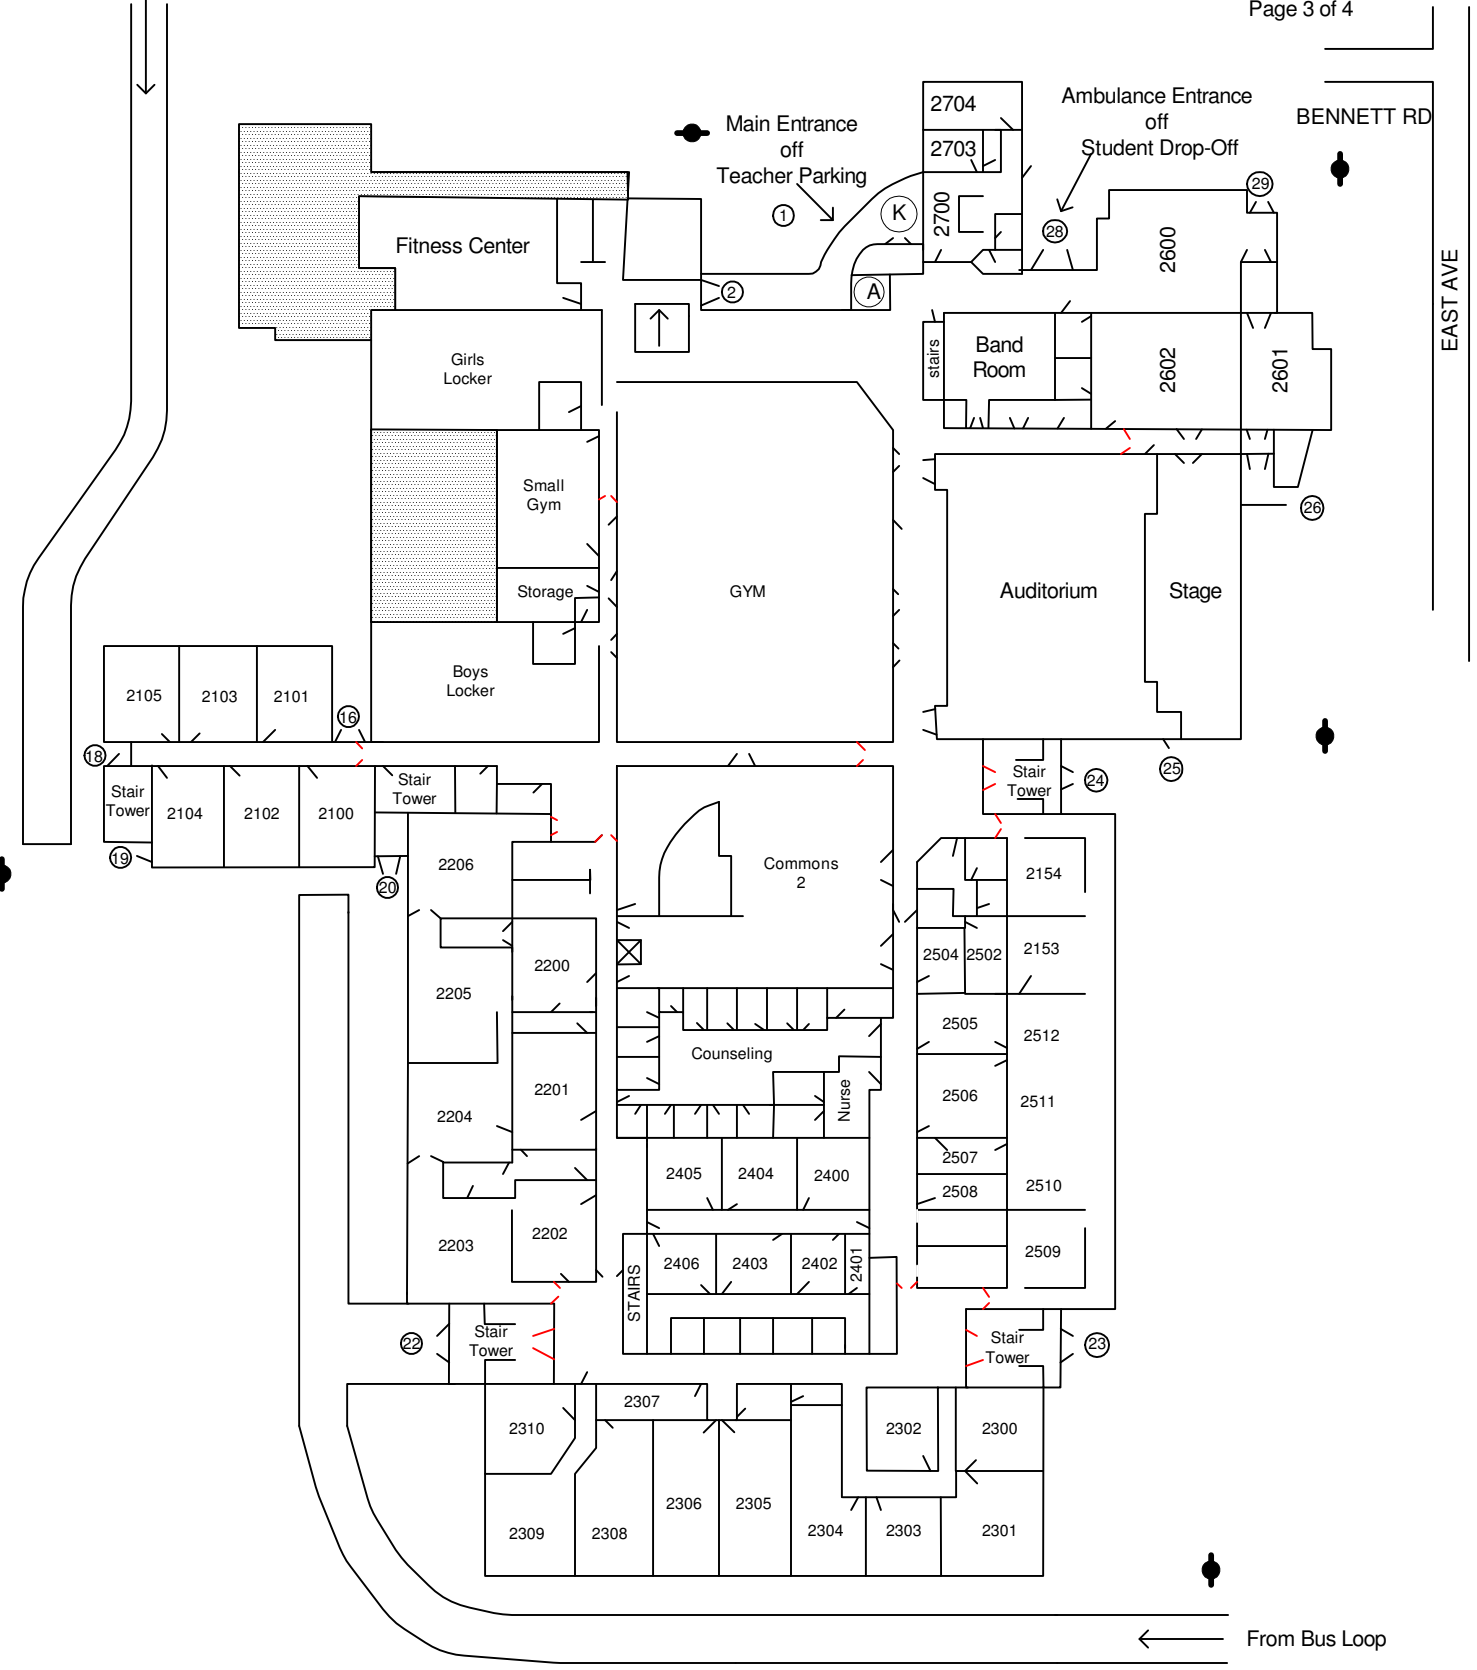 Page 3 of 4
2704
Ambulance Entrance
off
Student Drop-Off
BENNETT RD
Main Entrance
off
Teacher Parking
2703
29
1
K
2700
28
2600
EAST AVE
Fitness Center
2
A
Girls
Locker
stairs
Band
Room
2602
2601
Small
Gym
26
Storage
GYM
Auditorium
Stage
Boys
Locker
2105
2103
2101
16
18
25
Stair
Tower
24
Stair
Tower
Stair
Tower
2104
2102
2100
19
20
2206
Commons
2
2154
2504
2502
2153
2200
2205
2505
2512
Counseling
2201
2506
2511
Nurse
2204
2507
2405
2404
2400
2508
2510
2203
2202
2509
2406
2403
2402
2401
STAIRS
22
Stair
Tower
Stair
Tower
23
2307
2310
2302
2300
2306
2305
2309
2308
2304
2303
2301
From Bus Loop